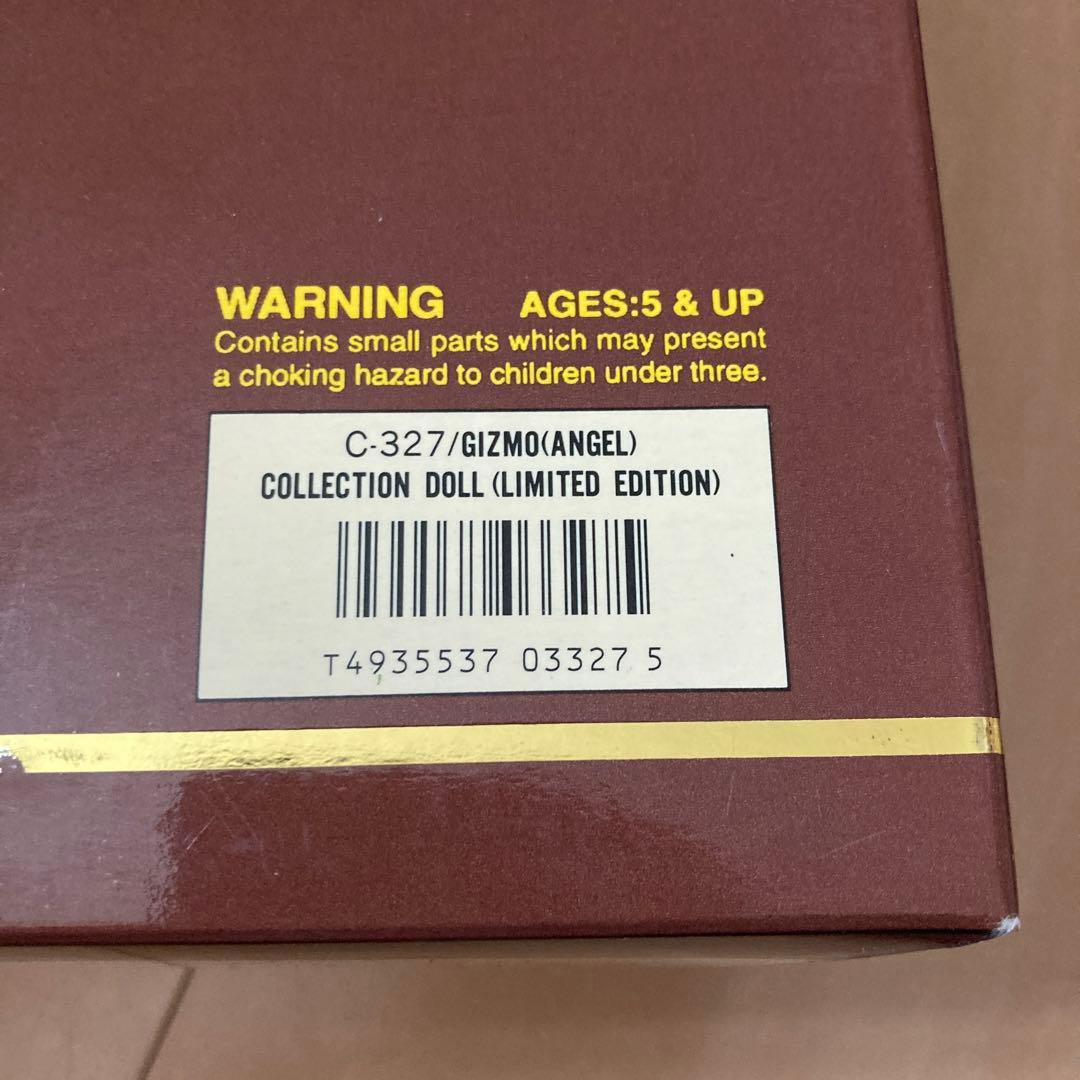 WARNING AGES:5 & UP
Contains small parts which may present
a choking hazard to children under three.
C-327/GIZMO(ANGEL)
COLLECTION DOLL (LIMITED EDITION)
T4935537 03327 5